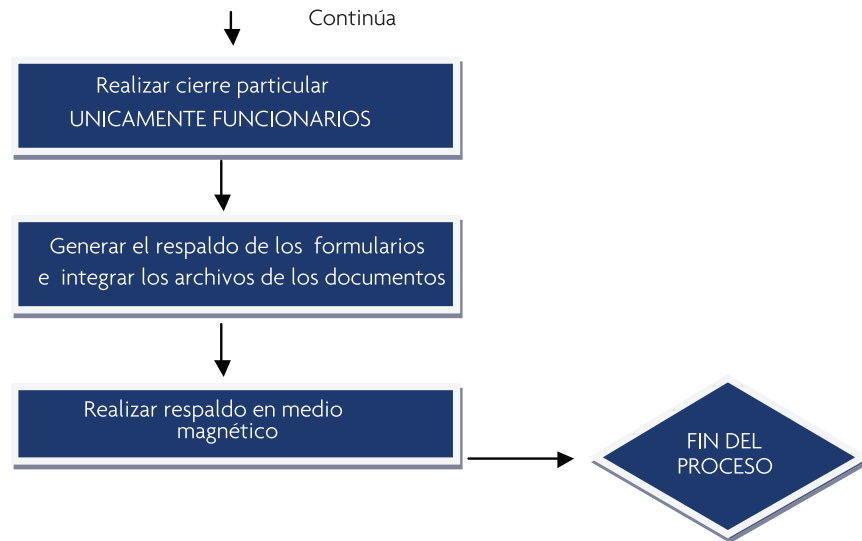 Continúa
Realizar cierre particular
UNICAMENTE FUNCIONARIOS
Generar el respaldo de los formularios
e integrar los archivos de los documentos
Realizar respaldo en medio
magnético
FIN DEL
PROCESO